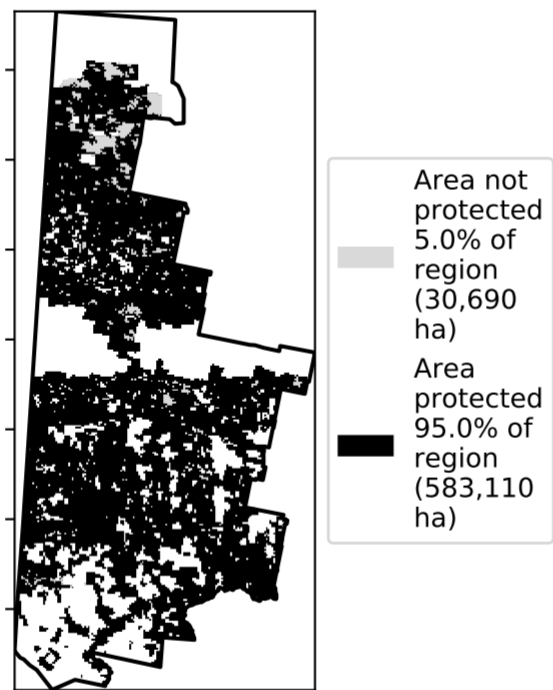 Area not
protected
5.0% of
region
(30,690
ha)
Area
protected
95.0% of
region
(583,110
ha)